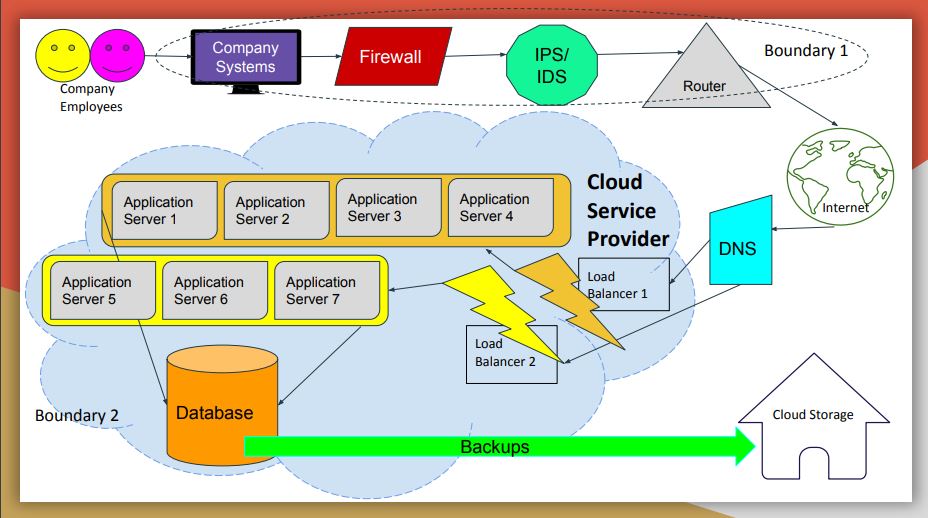 Company
Employees
Company
Systems
Firewall
IPS/
IDS
Router
Boundary 1
Internet
DNS
Cloud
Service
Provider
Application
Server 1
Application
Server 2
Application
Server 3
Application
Server 4
Application
Server 5
Application
Server 6
Application
Server 7
Load
Balancer 1
Load
Balancer 2
Boundary 2
Database
Backups
Cloud Storage